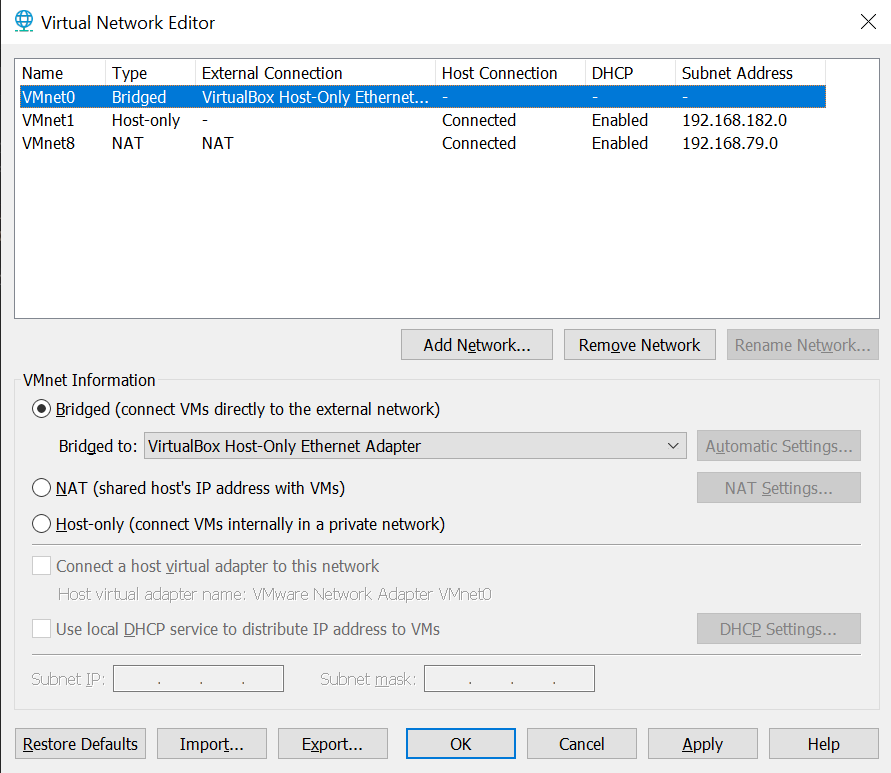 Virtual Network Editor
Name Type External Connection Host Connection DHCP Subnet Address
VMnet0 Bridged VirtualBox Host-Only Ethernet... - - -
VMnet1 Host-only - Connected Enabled 192.168.182.0
VMnet8 NAT NAT Connected Enabled 192.168.79.0
Add Network... Remove Network Rename Network...
VMnet Information
Bridged (connect VMs directly to the external network)
Bridged to: VirtualBox Host-Only Ethernet Adapter Automatic Settings...
NAT (shared host's IP address with VMs) NAT Settings...
Host-only (connect VMs internally in a private network)
Connect a host virtual adapter to this network
Host virtual adapter name: VMware Network Adapter VMnet0
Use local DHCP service to distribute IP address to VMs DHCP Settings...
Subnet IP: . . . Subnet mask: . . .
Restore Defaults Import... Export... OK Cancel Apply Help